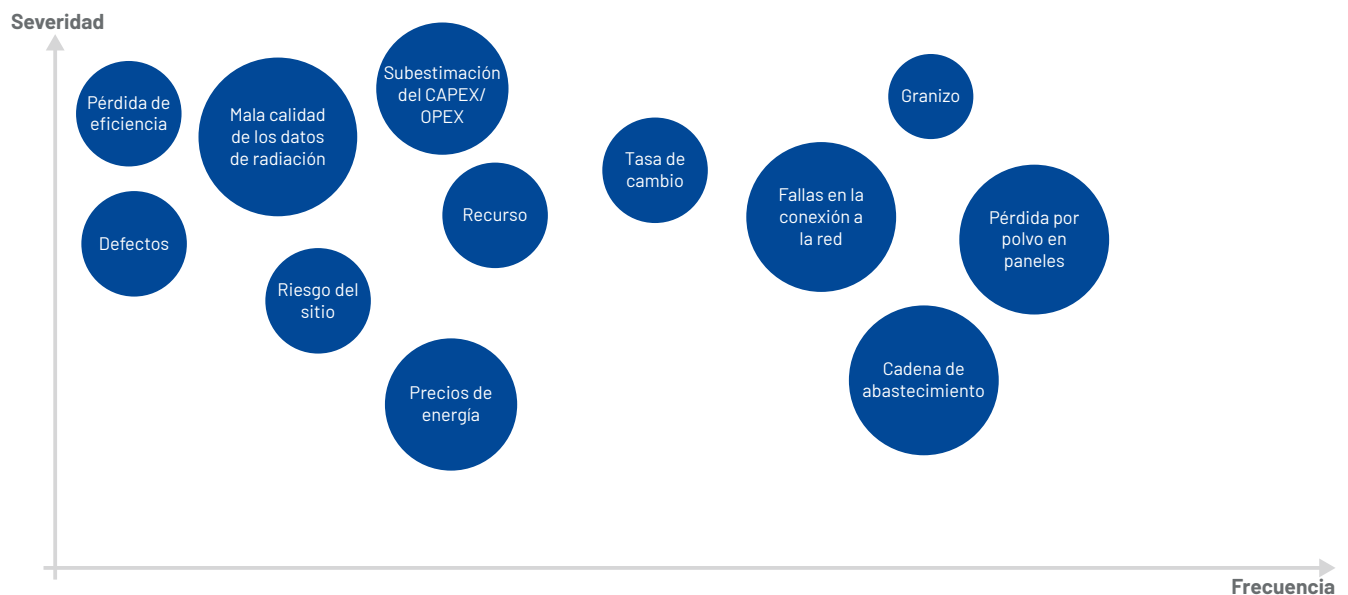 Severidad
Pérdida de
eficiencia
Mala calidad
de los datos
de radiación
Subestimación
del CAPEX/
OPEX
Granizo
Defectos
Recurso
Tasa de
cambio
Fallas en la
conexión a
la red
Pérdida por
polvo en
paneles
Riesgo del
sitio
Precios de
energía
Cadena de
abastecimiento
Frecuencia